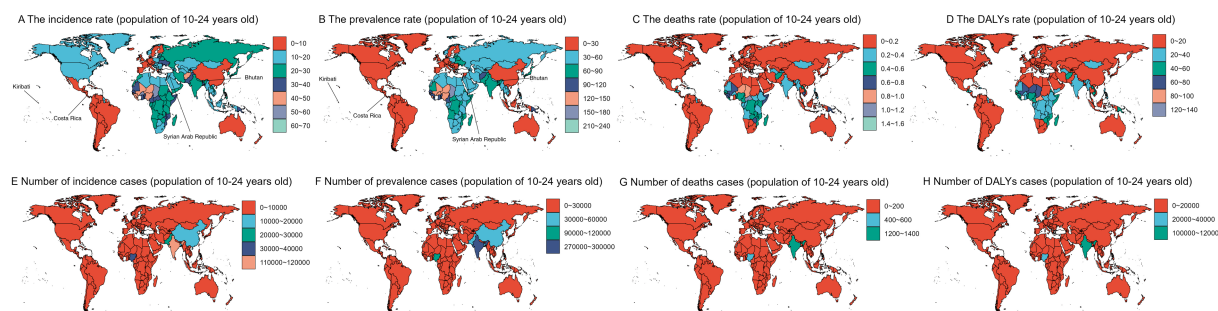 A The incidence rate (population of 10-24 years old)
0~10
10~20
20~30
30~40
40~50
50~60
60~70
Kiribati
Costa Rica
Syrian Arab Republic
Bhutan
B The prevalence rate (population of 10-24 years old)
0~30
30~60
60~90
90~120
120~150
150~180
210~240
Kiribati
Costa Rica
Syrian Arab Republic
Bhutan
C The deaths rate (population of 10-24 years old)
0~0.2
0.2~0.4
0.4~0.6
0.6~0.8
0.8~1.0
1.0~1.2
1.4~1.6
D The DALYs rate (population of 10-24 years old)
0~20
20~40
40~60
60~80
80~100
120~140
E Number of incidence cases (population of 10-24 years old)
0~10000
10000~20000
20000~30000
30000~40000
110000~120000
F Number of prevalence cases (population of 10-24 years old)
0~30000
30000~60000
90000~120000
270000~300000
G Number of deaths cases (population of 10-24 years old)
0~200
400~600
1200~1400
H Number of DALYs cases (population of 10-24 years old)
0~20000
20000~40000
100000~12000